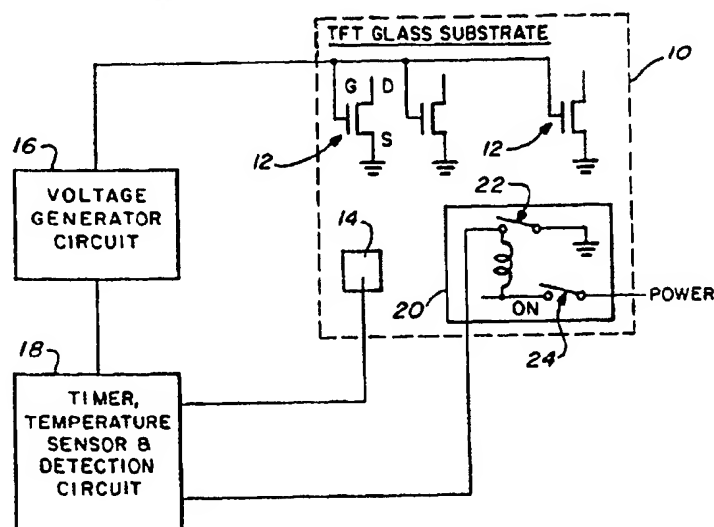 TFT GLASS SUBSTRATE
10
G D
S
12
12
16
VOLTAGE
GENERATOR
CIRCUIT
14
22
20
ON
24
POWER
18
TIMER,
TEMPERATURE
SENSOR &
DETECTION
CIRCUIT